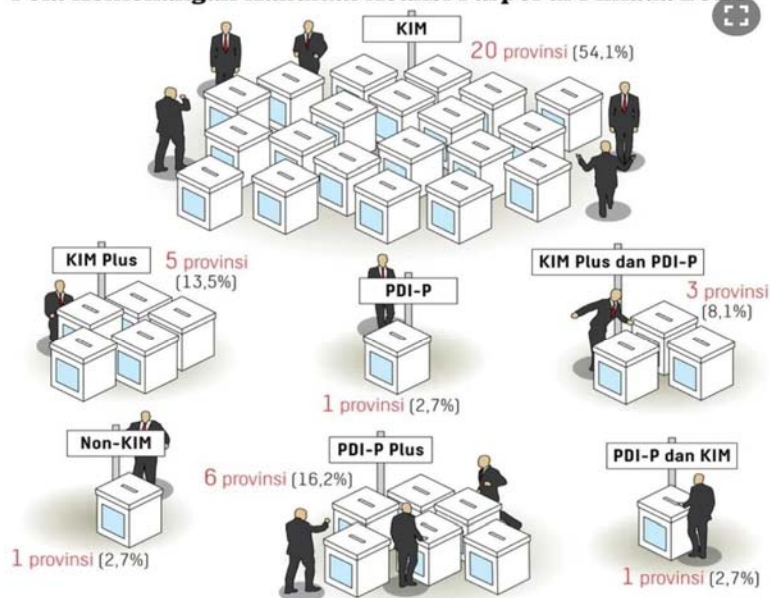 KIM
20 provinsi (54,1%)
KIM Plus
5 provinsi
(13,5%)
PDI-P
1 provinsi (2,7%)
KIM Plus dan PDI-P
3 provinsi
(8,1%)
Non-KIM
1 provinsi (2,7%)
PDI-P Plus
6 provinsi (16,2%)
PDI-P dan KIM
1 provinsi (2,7%)